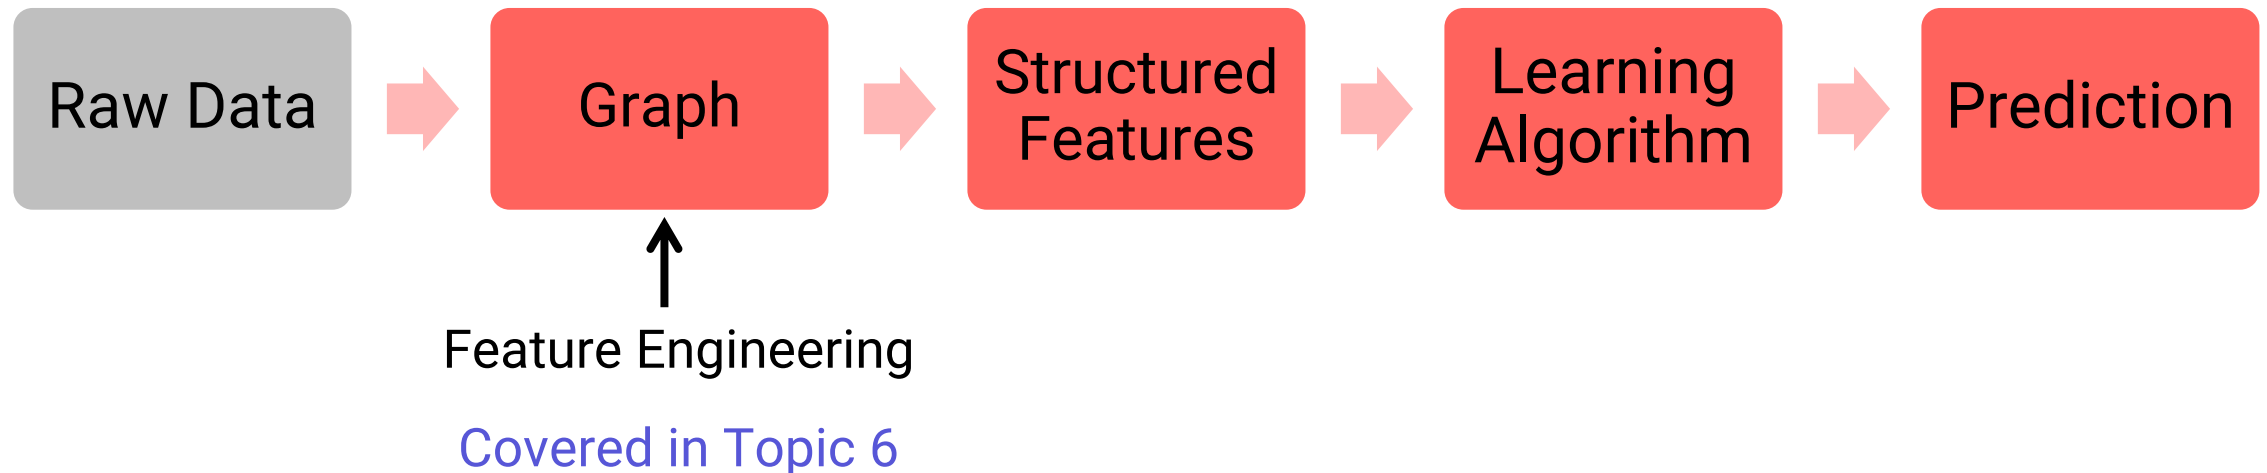 Raw Data
Graph
Structured
Features
Learning
Algorithm
Prediction
Feature Engineering
Covered in Topic 6